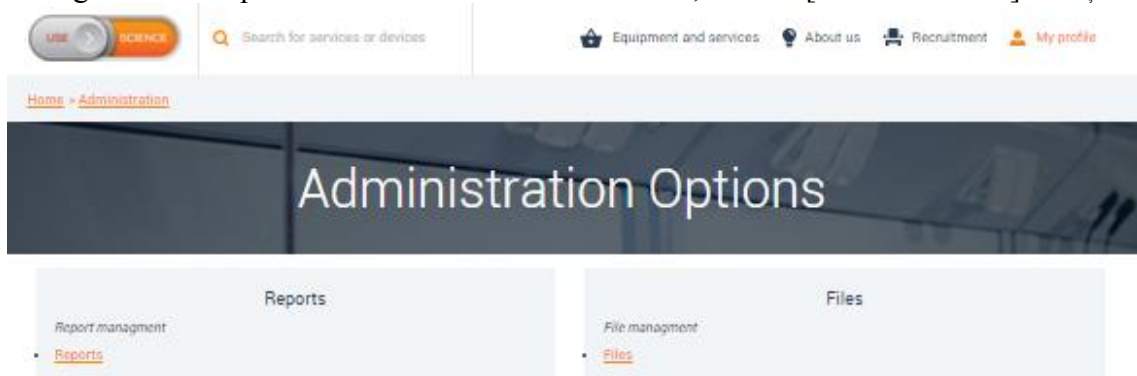 USE SCIENCE
Search for services or devices
Equipment and services
About us
Recruitment
My profile
Home » Administration
Administration Options
Reports
Report managment
Reports
Files
File managment
Files